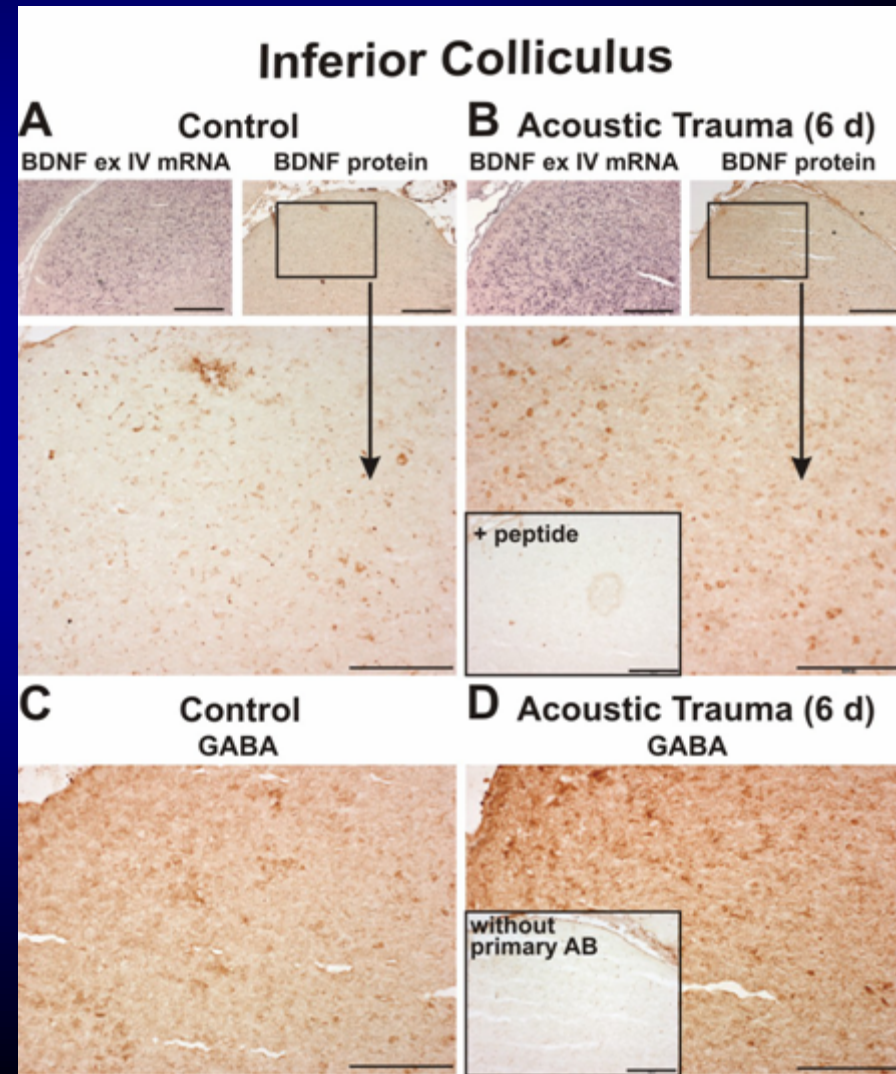 Inferior Colliculus
A Control
BDNF ex IV mRNA BDNF protein
B Acoustic Trauma (6 d)
BDNF ex IV mRNA BDNF protein
+ peptide
C Control
GABA
D Acoustic Trauma (6 d)
GABA
without
primary AB